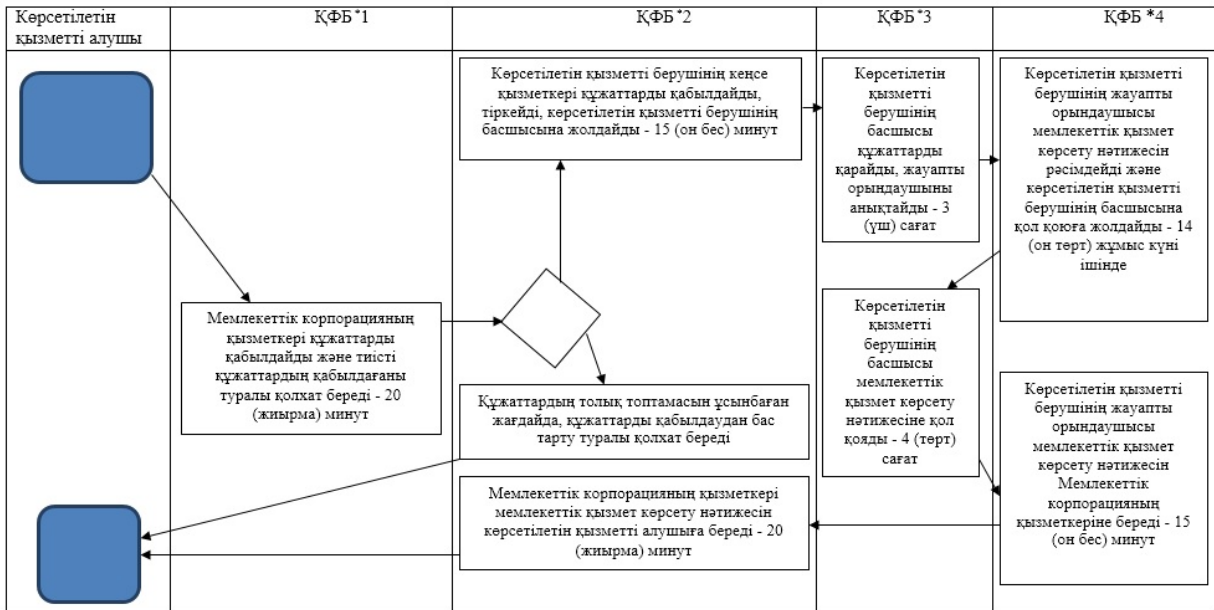 Көрсетілетін
қызметті алушы
ҚФБ*1
ҚФБ*2
ҚФБ*3
ҚФБ *4
Көрсетілетін қызметті берушінің кеңсе
қызметкері құжаттарды қабылдайды,
тіркейді, көрсетілетін қызметті берушінің
басшысына жолдайды - 15 (он бес) минут
Көрсетілетін
қызметті
берушінің
басшысы
құжаттарды
қарайды, жауапты
орындаушыны
анықтайды - 3
(үш) сағат
Көрсетілетін қызметті
берушінің жауапты
орындаушысы
мемлекеттік қызмет
көрсету нәтижесін
рәсімдейді және
көрсетілетін қызметті
берушінің басшысына
қол қоюға жолдайды - 14
(он төрт) жұмыс күні
ішінде
Мемлекеттік корпорацияның
қызметкері құжаттарды
қабылдайды және тиісті
құжаттардың қабылдағаны
туралы қолхат береді - 20
(жиырма) минут
Құжаттардың толық топтамасын ұсынбаған
жағдайда, құжаттарды қабылдаудан бас
тарту туралы қолхат береді
Көрсетілетін
қызметті
берушінің
басшысы
мемлекеттік
қызмет көрсету
нәтижесіне қол
қояды - 4 (төрт)
сағат
Көрсетілетін қызметті
берушінің жауапты
орындаушысы
мемлекеттік қызмет
көрсету нәтижесін
Мемлекеттік
корпорацияның
қызметкеріне береді - 15
(он бес) минут
Мемлекеттік корпорацияның қызметкері
мемлекеттік қызмет көрсету нәтижесін
көрсетілетін қызметті алушыға береді - 20
(жиырма) минут